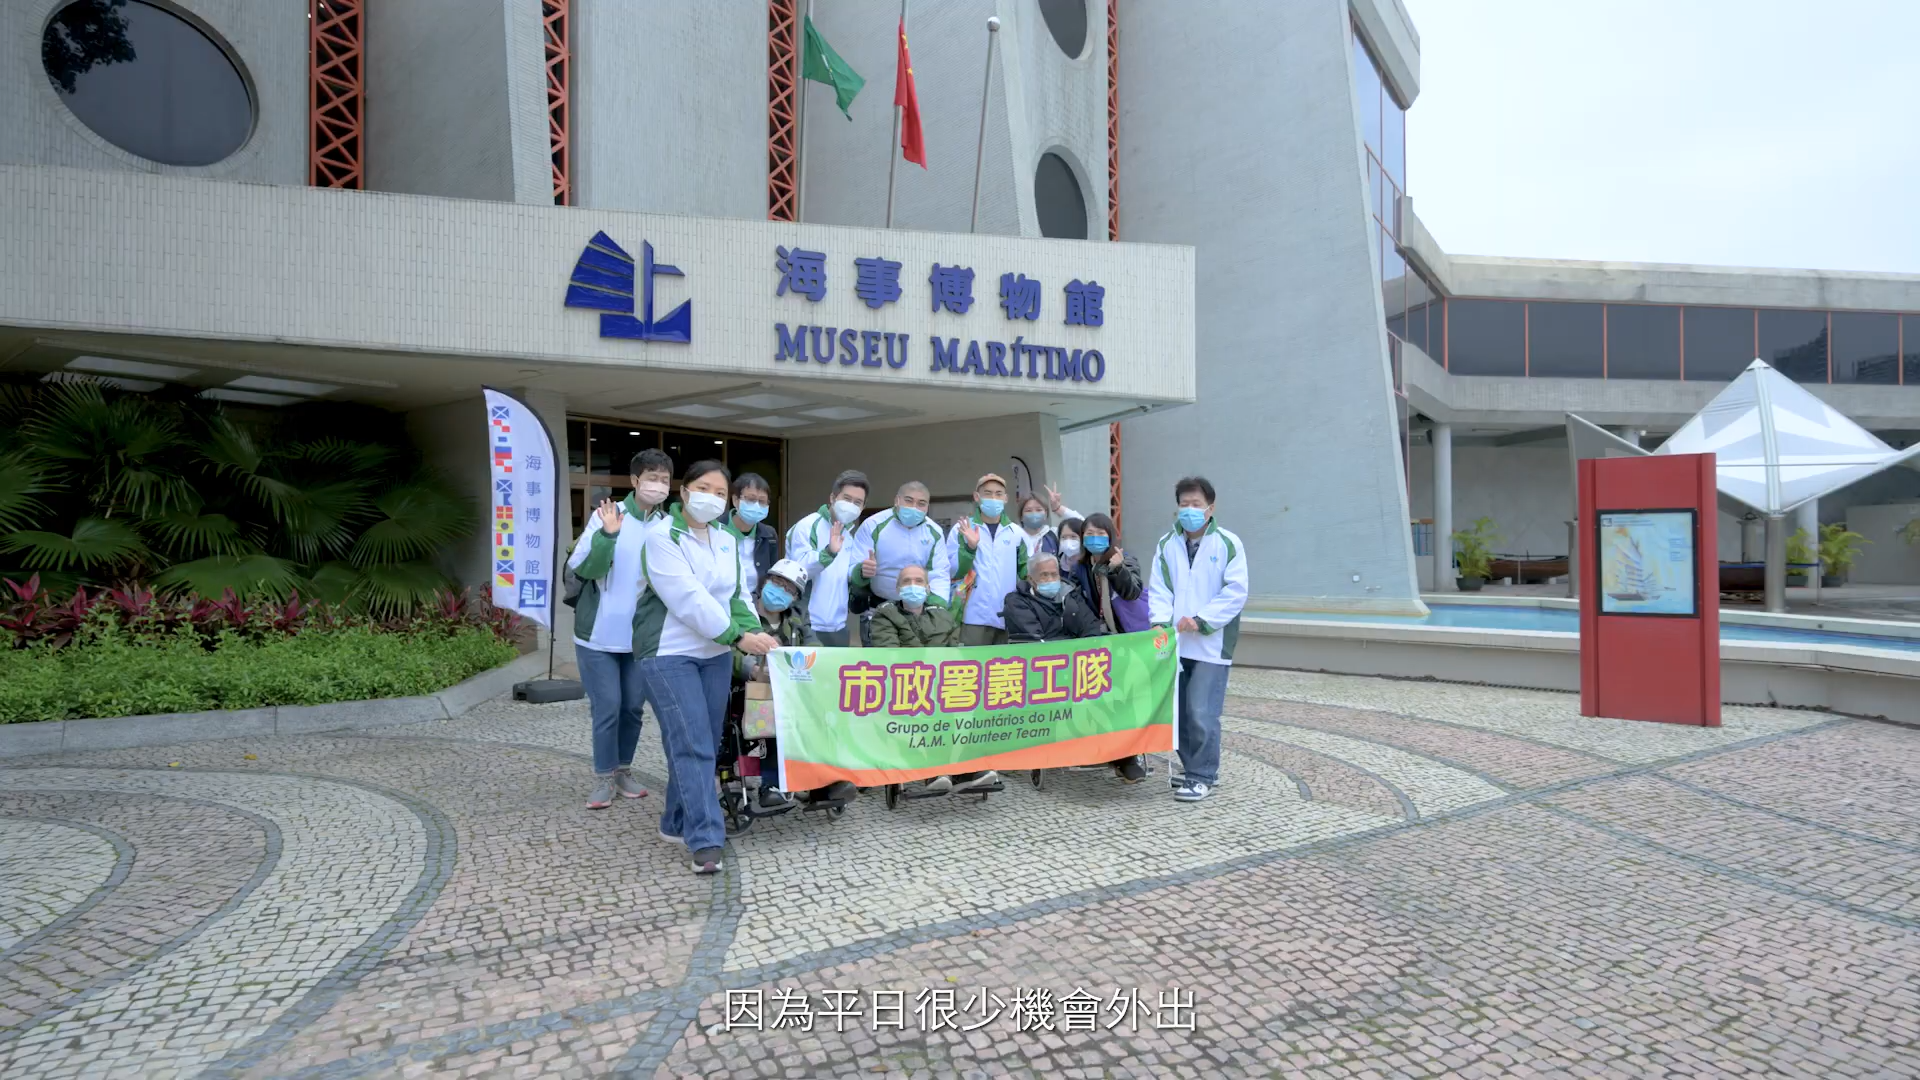 海事博物館
MUSEU MARÍTIMO
海事博物館
市政署義工隊
Grupo de Voluntários do IAM
I.A.M. Volunteer Team
因為平日很少機會外出